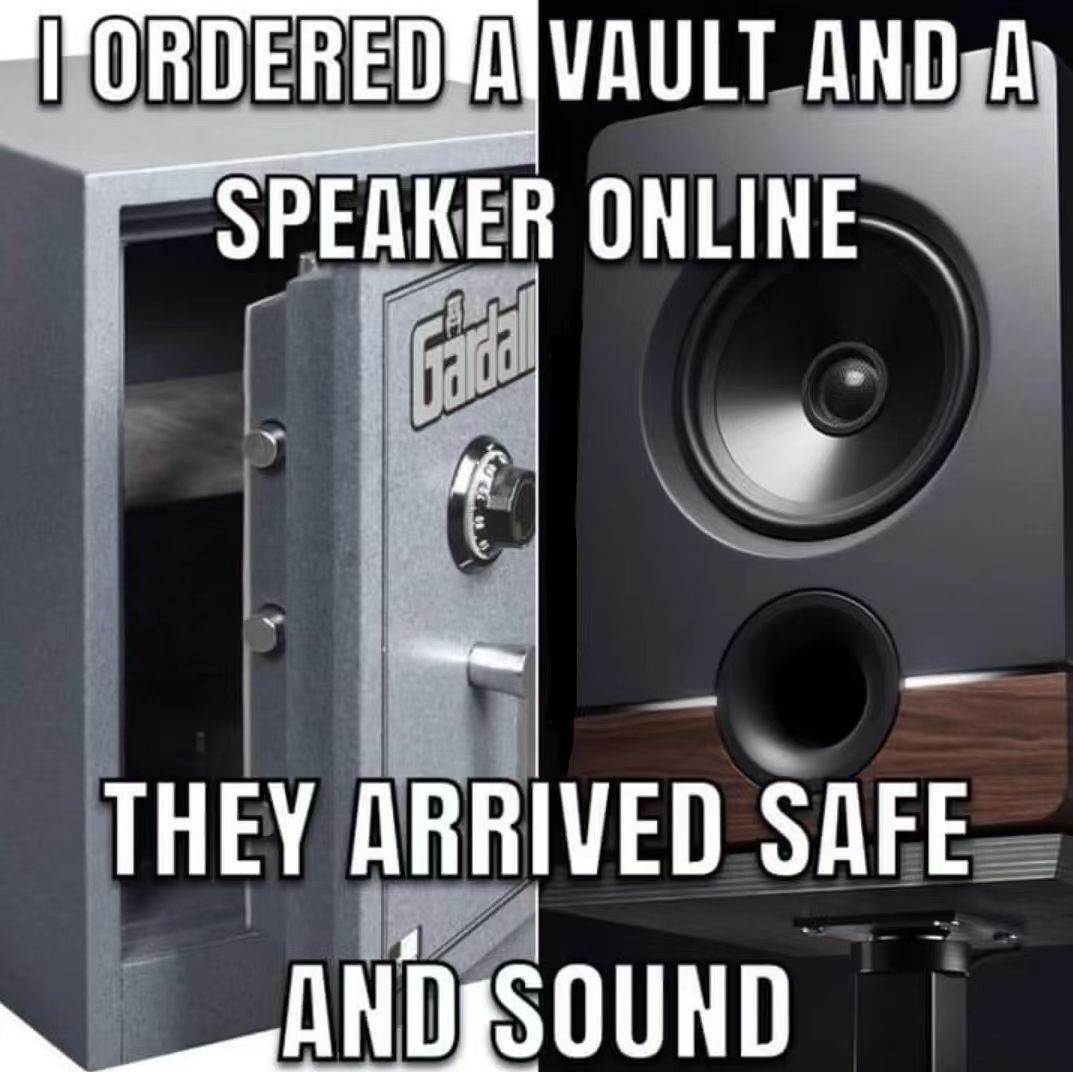 I ORDERED A VAULT AND A
SPEAKER ONLINE
Gardall
THEY ARRIVED SAFE
AND SOUND